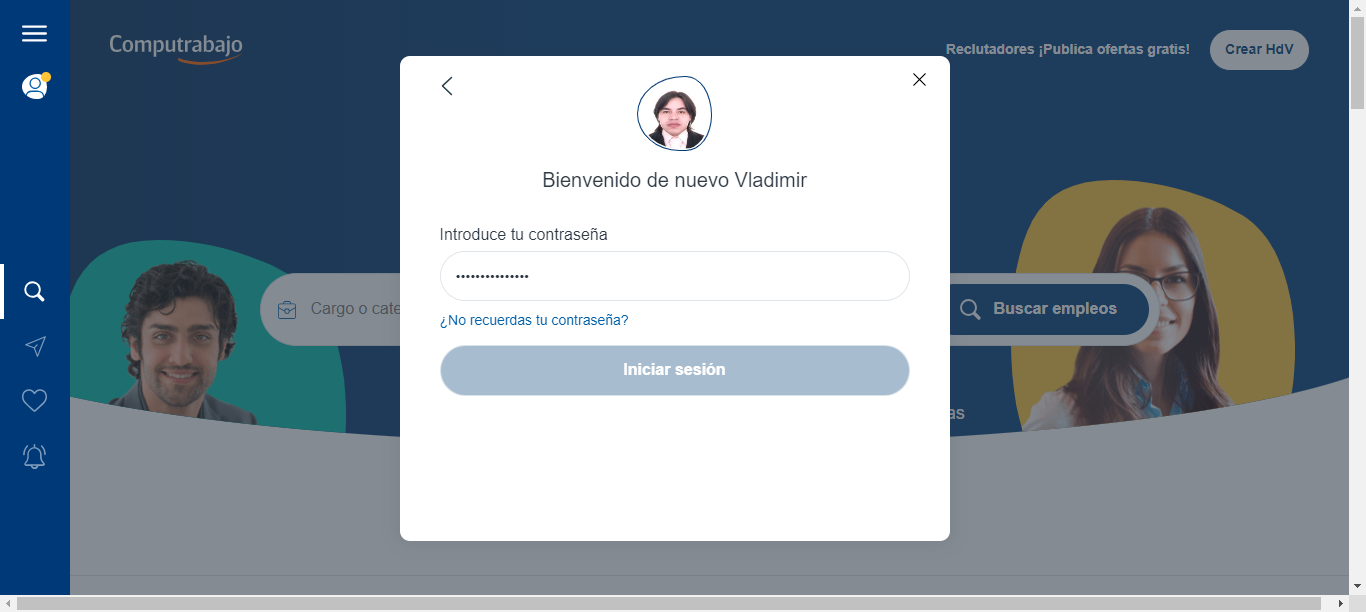 Computrabajo
Reclutadores ¡Publica ofertas gratis!
Crear HdV
Bienvenido de nuevo Vladimir
Introduce tu contraseña
•••••••••••••••
¿No recuerdas tu contraseña?
Iniciar sesión
Cargo o cate
Buscar empleos
as